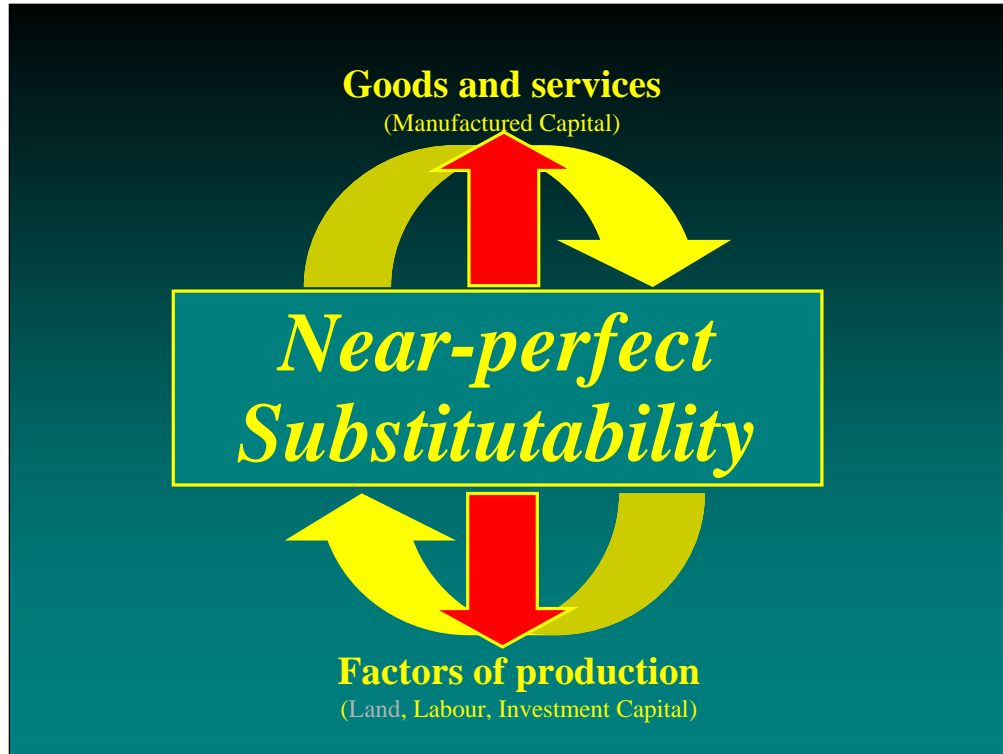 Goods and services
(Manufactured Capital)
Near-perfect
Substitutability
Factors of production
(Land, Labour, Investment Capital)